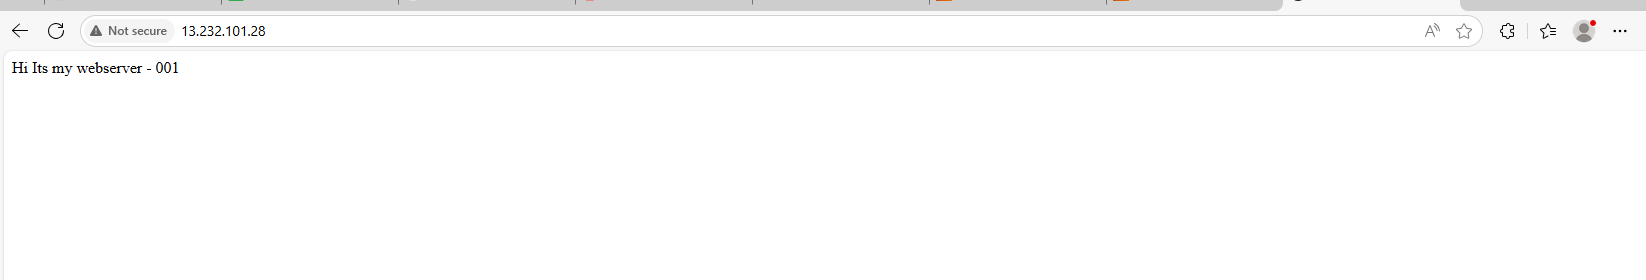 Not secure 13.232.101.28
Hi Its my webserver - 001